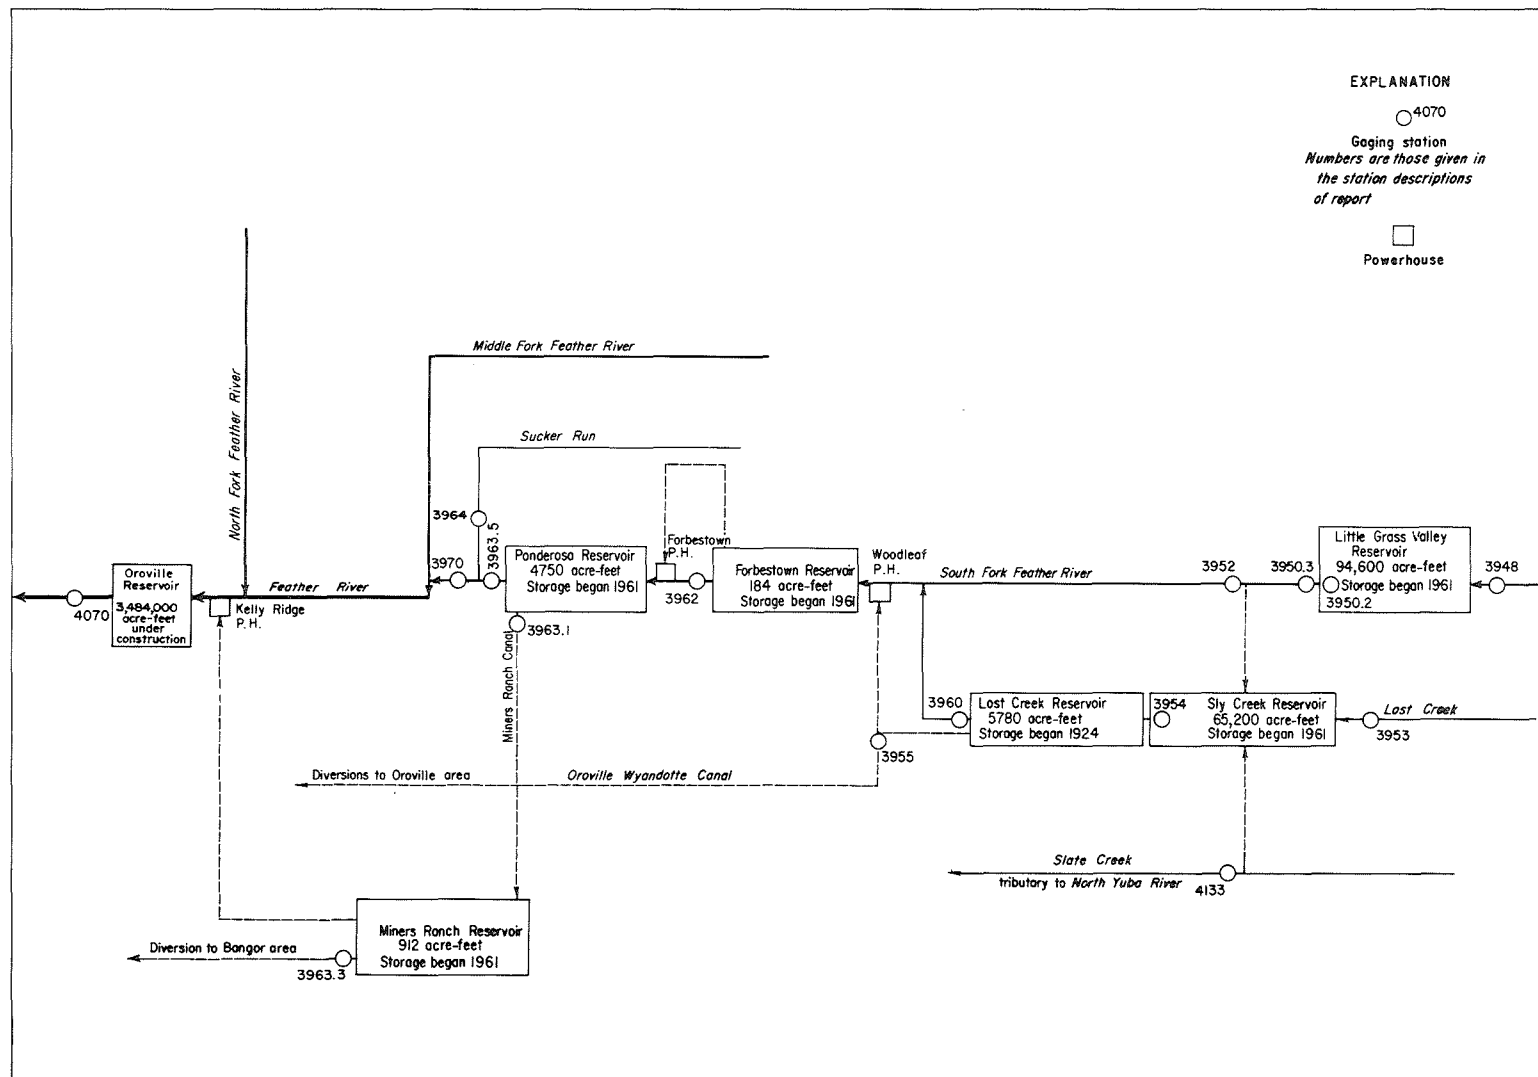 EXPLANATION
4070
Gaging station
Numbers are those given in
the station descriptions
of report
Powerhouse
Middle Fork Feather River
North Fork Feather River
Sucker Run
3964
3963.5
3970
Ponderosa Reservoir
4750 acre-feet
Storage began 1961
Forbestown
P.H.
3962
Forbestown Reservoir
184 acre-feet
Storage began 1961
Woodleaf
P.H.
South Fork Feather River
3952
3950.3
Little Grass Valley
Reservoir
94,600 acre-feet
Storage began 1961
3950.2
3948
Oroville
Reservoir
3,484,000
acre-feet
under
construction
4070
Feather River
Kelly Ridge
P.H.
3963.1
Miners Ranch Canal
3960
Lost Creek Reservoir
5780 acre-feet
Storage began 1924
3954
Sly Creek Reservoir
65,200 acre-feet
Storage began 1961
Lost Creek
3953
3955
Diversions to Oroville area
Oroville Wyandotte Canal
Slate Creek
tributary to North Yuba River
4133
Miners Ranch Reservoir
912 acre-feet
Storage began 1961
Diversion to Bangor area
3963.3